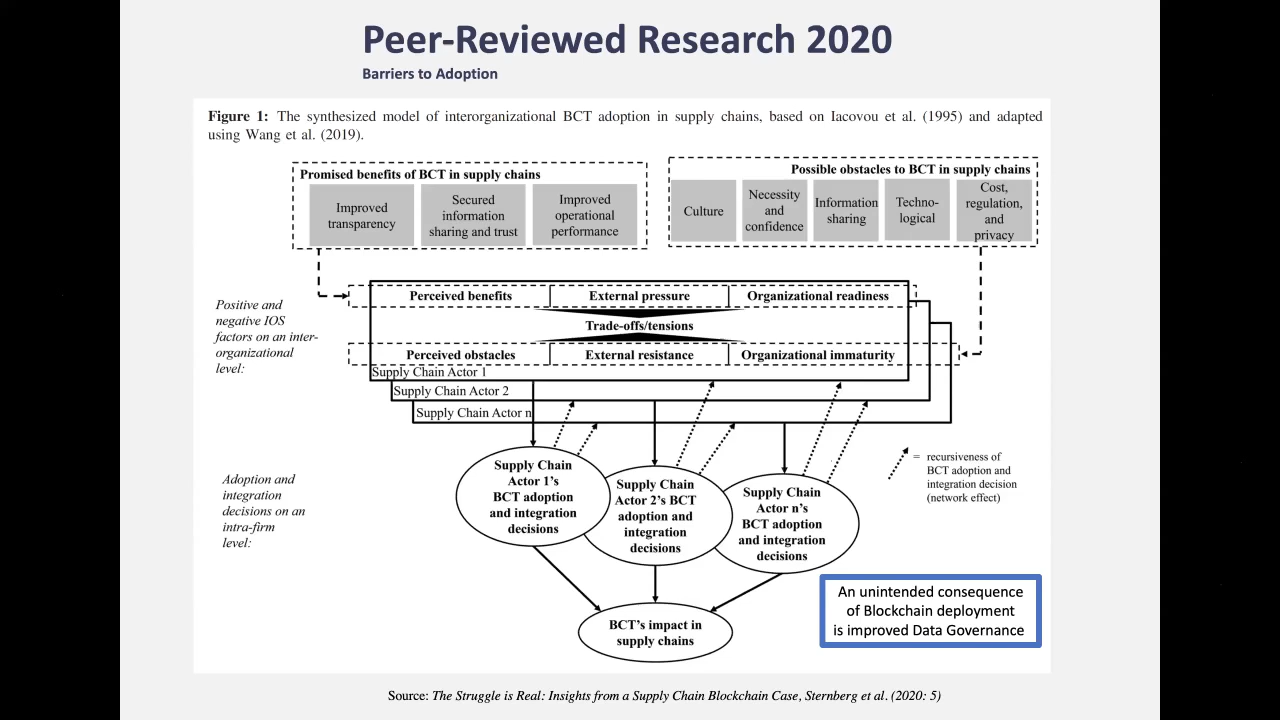 Peer-Reviewed Research 2020
Barriers to Adoption
Figure 1: The synthesized model of interorganizational BCT adoption in supply chains, based on Iacovou et al. (1995) and adapted
using Wang et al. (2019).
Promised benefits of BCT in supply chains
Improved
transparency
Secured
information
sharing and trust
Improved
operational
performance
Possible obstacles to BCT in supply chains
Culture
Necessity
and
confidence
Information
sharing
Techno-
logical
Cost,
regulation,
and
privacy
Positive and
negative IOS
factors on an inter-
organizational
level:
Perceived benefits
External pressure
Organizational readiness
Trade-offs/tensions
Perceived obstacles
External resistance
Organizational immaturity
Supply Chain Actor 1
Supply Chain Actor 2
Supply Chain Actor n
Adoption and
integration
decisions on an
intra-firm
level:
Supply Chain
Actor 1's
BCT adoption
and integration
decisions
Supply Chain
Actor 2's BCT
adoption and
integration
decisions
Supply Chain
Actor n's
BCT adoption
and integration
decisions
= recursiveness of
BCT adoption and
integration decision
(network effect)
BCT's impact in
supply chains
An unintended consequence
of Blockchain deployment
is improved Data Governance
Source: The Struggle is Real: Insights from a Supply Chain Blockchain Case, Sternberg et al. (2020: 5)